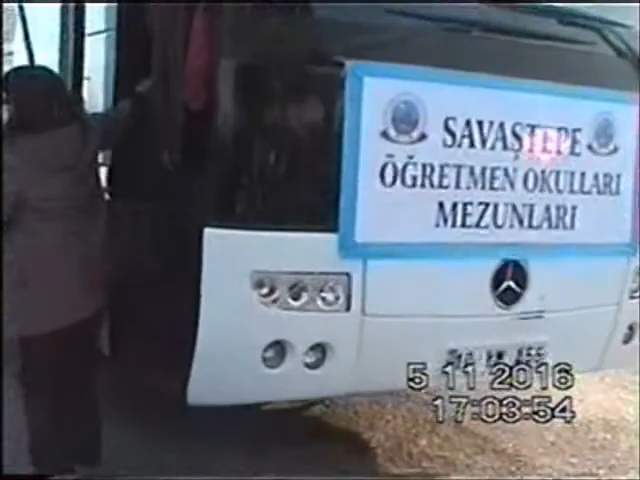 SAVAŞTEPE
ÖĞRETMEN OKULLARI
MEZUNLARI
5 11 2016
17:03:54